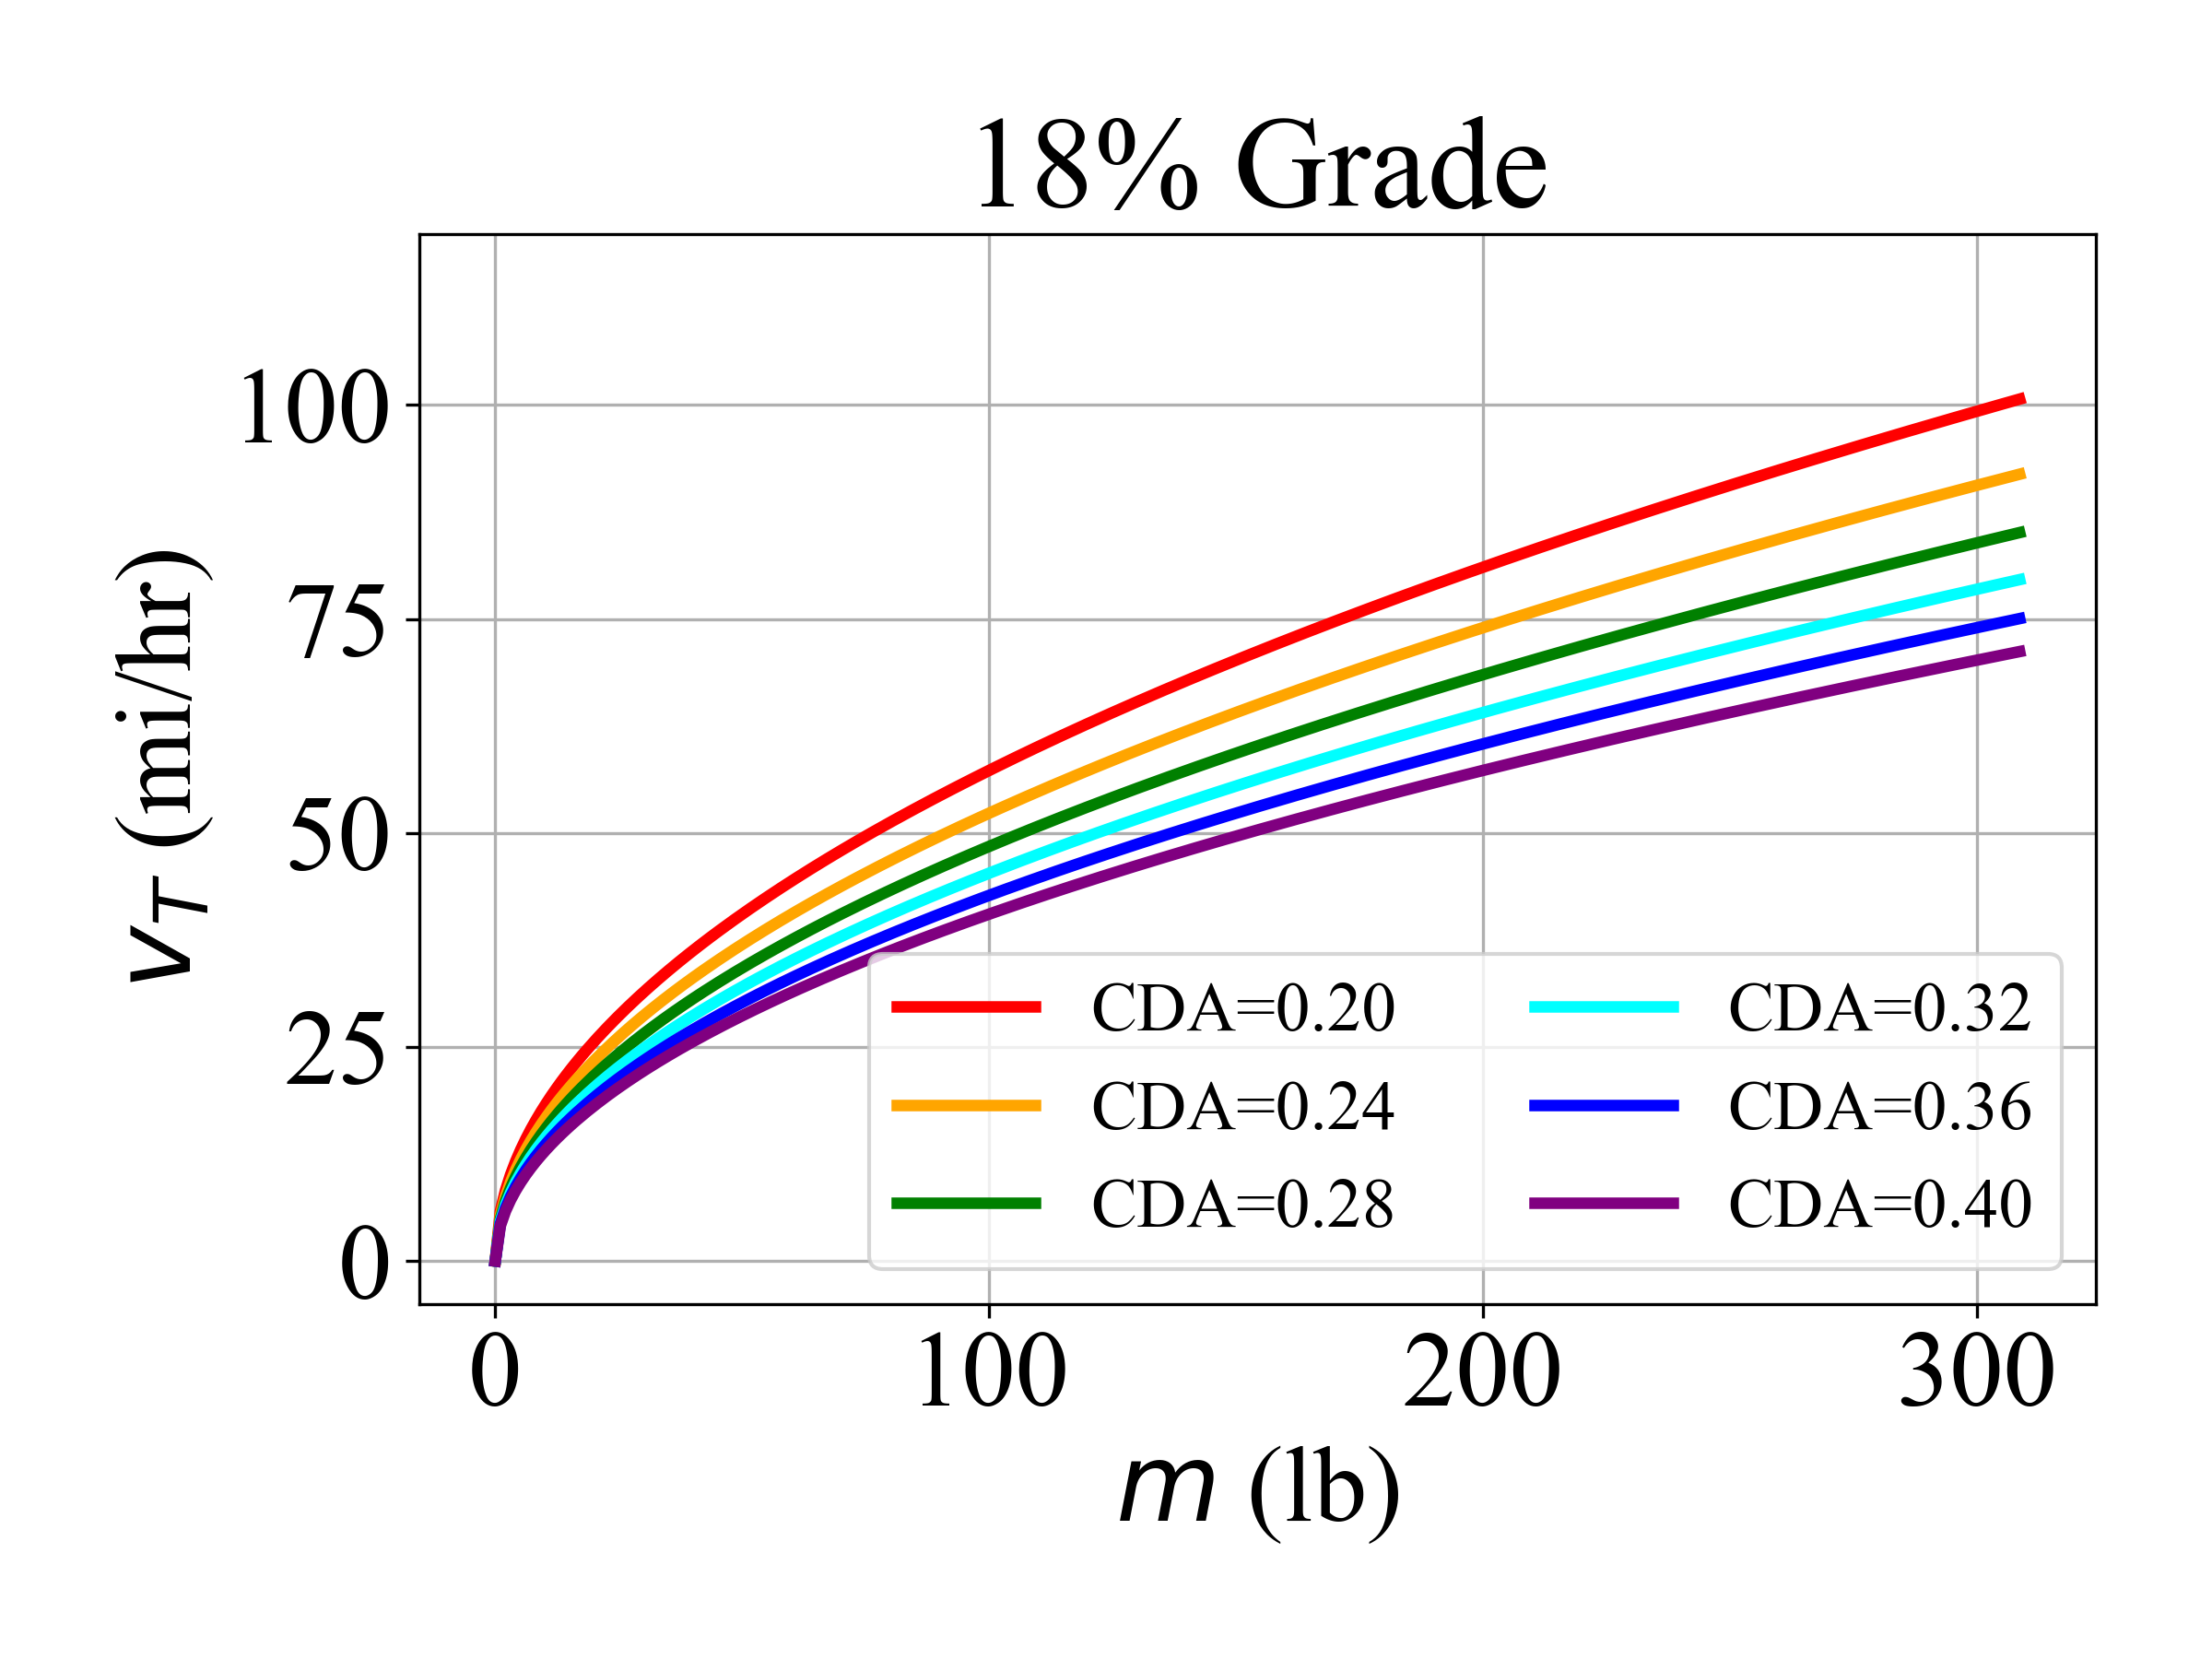 18% Grade
100
75
50
25
0
v_T (mi/hr)
CDA=0.20
CDA=0.24
CDA=0.28
CDA=0.32
CDA=0.36
CDA=0.40
0 100 200 300
m (lb)